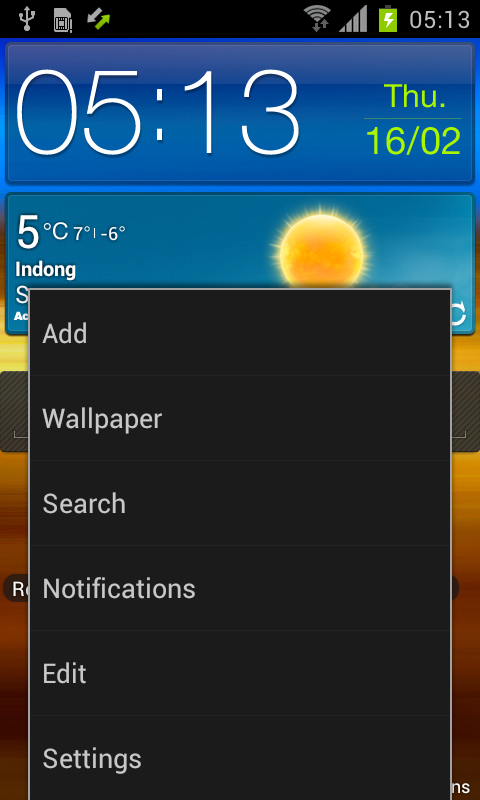 05:13
05:13
Thu.
16/02
5°C 7° | -6°
Indong
Add
Wallpaper
Search
Notifications
Edit
Settings